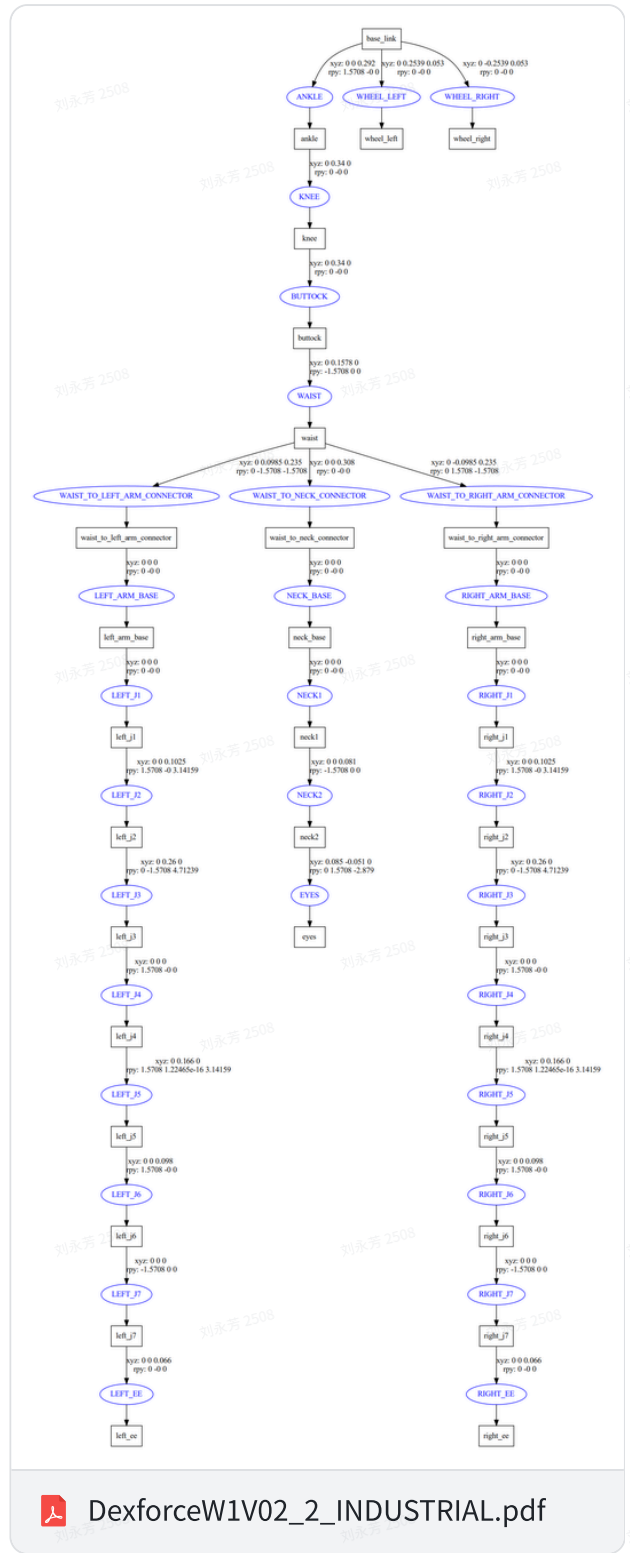 base_link
xyz: 0 0 0.292
rpy: 1.5708 -0 0
xyz: 0 0.2539 0.053
rpy: 0 -0 0
xyz: 0 -0.2539 0.053
rpy: 0 -0 0
ANKLE
WHEEL_LEFT
WHEEL_RIGHT
ankle
wheel_left
wheel_right
xyz: 0 0.34 0
rpy: 0 -0 0
KNEE
knee
xyz: 0 0.34 0
rpy: 0 -0 0
BUTTOCK
buttock
xyz: 0 0.1578 0
rpy: -1.5708 0 0
WAIST
waist
xyz: 0 0.0985 0.235
rpy: 0 -1.5708 -1.5708
xyz: 0 0 0.308
rpy: 0 -0 0
xyz: 0 -0.0985 0.235
rpy: 0 1.5708 -1.5708
WAIST_TO_LEFT_ARM_CONNECTOR
WAIST_TO_NECK_CONNECTOR
WAIST_TO_RIGHT_ARM_CONNECTOR
waist_to_left_arm_connector
waist_to_neck_connector
waist_to_right_arm_connector
xyz: 0 0 0
rpy: 0 -0 0
xyz: 0 0 0
rpy: 0 -0 0
xyz: 0 0 0
rpy: 0 -0 0
LEFT_ARM_BASE
NECK_BASE
RIGHT_ARM_BASE
left_arm_base
neck_base
right_arm_base
xyz: 0 0 0
rpy: 0 -0 0
xyz: 0 0 0
rpy: 0 -0 0
xyz: 0 0 0
rpy: 0 -0 0
LEFT_J1
NECK1
RIGHT_J1
left_j1
neck1
right_j1
xyz: 0 0 0.1025
rpy: 1.5708 -0 3.14159
xyz: 0 0 0.081
rpy: -1.5708 0 0
xyz: 0 0 0.1025
rpy: 1.5708 -0 3.14159
LEFT_J2
NECK2
RIGHT_J2
left_j2
neck2
right_j2
xyz: 0 0.26 0
rpy: 0 -1.5708 4.71239
xyz: 0.085 -0.051 0
rpy: 0 1.5708 -2.879
xyz: 0 0.26 0
rpy: 0 -1.5708 4.71239
LEFT_J3
EYES
RIGHT_J3
left_j3
eyes
right_j3
xyz: 0 0 0
rpy: 1.5708 -0 0
xyz: 0 0 0
rpy: 1.5708 -0 0
LEFT_J4
RIGHT_J4
left_j4
right_j4
xyz: 0 0.166 0
rpy: 1.5708 1.22465e-16 3.14159
xyz: 0 0.166 0
rpy: 1.5708 1.22465e-16 3.14159
LEFT_J5
RIGHT_J5
left_j5
right_j5
xyz: 0 0 0.098
rpy: 1.5708 -0 0
xyz: 0 0 0.098
rpy: 1.5708 -0 0
LEFT_J6
RIGHT_J6
left_j6
right_j6
xyz: 0 0 0
rpy: -1.5708 0 0
xyz: 0 0 0
rpy: -1.5708 0 0
LEFT_J7
RIGHT_J7
left_j7
right_j7
xyz: 0 0 0.066
rpy: 0 -0 0
xyz: 0 0 0.066
rpy: 0 -0 0
LEFT_EE
RIGHT_EE
left_ee
right_ee
DexforceW1V02_2_INDUSTRIAL.pdf
刘永芳 2508